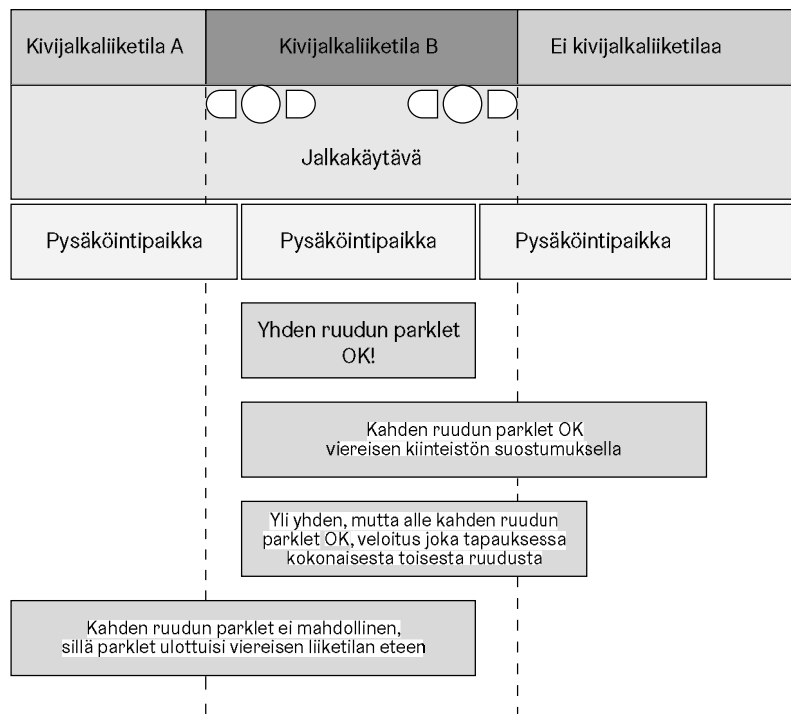 Kivijalkaliiketila A
Kivijalkaliiketila B
Ei kivijalkaliiketilaa
Jalkakäytävä
Pysäköintipaikka
Pysäköintipaikka
Pysäköintipaikka
Yhden ruudun parklet
OK!
Kahden ruudun parklet OK
viereisen kiinteistön suostumuksella
Yli yhden, mutta alle kahden ruudun
parklet OK, veloitus joka tapauksessa
kokonaisesta toisesta ruudusta
Kahden ruudun parklet ei mahdollinen,
sillä parklet ulottuisi viereisen liiketilan eteen